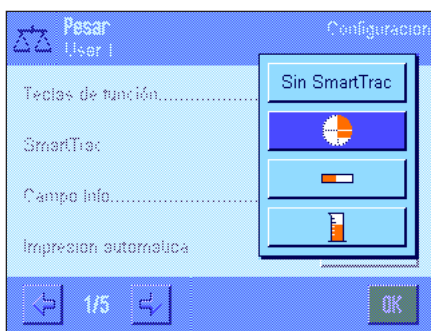 Pesar
User 1
Configuracion
Sin SmartTrac
Teclas de función
SmartTrac
Campo Info
Impresion automatica
1/5
OK